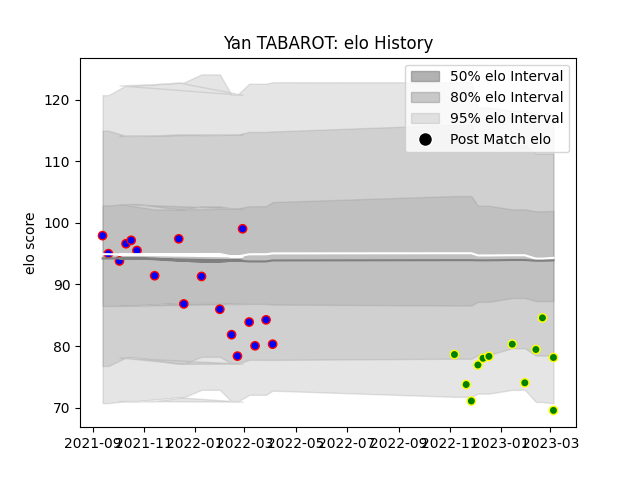 Yan TABAROT: elo History
50% elo Interval
80% elo Interval
95% elo Interval
Post Match elo
elo score
120
110
100
90
80
70
2021-09 2021-11 2022-01 2022-03 2022-05 2022-07 2022-09 2022-11 2023-01 2023-03